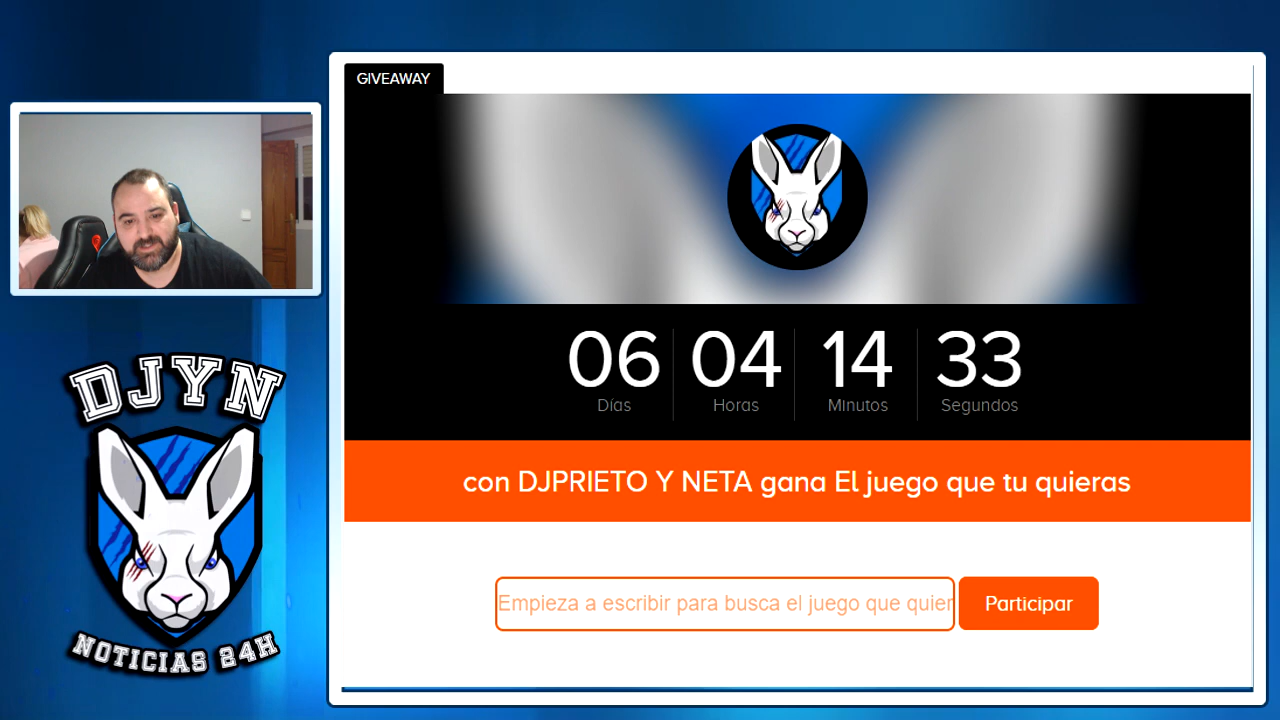 GIVEAWAY
06 04 14 33
Días Horas Minutos Segundos
con DJPRIETO Y NETA gana El juego que tu quieras
Empieza a escribir para busca el juego que quier
Participar
DJYN
NOTICIAS 24H